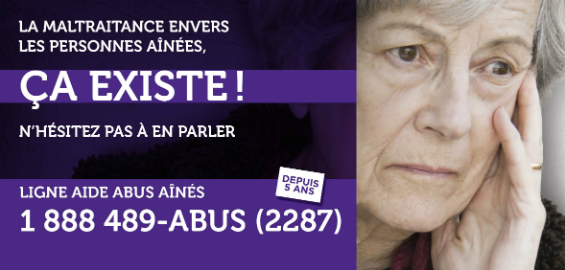 LA MALTRAITANCE ENVERS
LES PERSONNES AÎNÉES,
ÇA EXISTE !
N'HÉSITEZ PAS À EN PARLER
DEPUIS
5 ANS
LIGNE AIDE ABUS AÎNÉS
1 888 489-ABUS (2287)